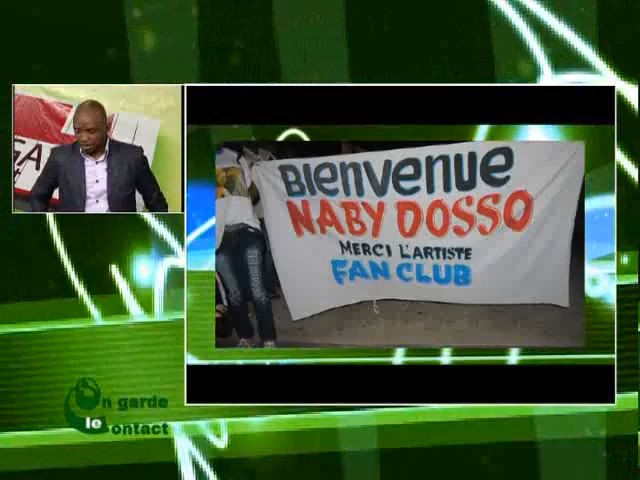 BIENVENUE
NABY DOSSO
MERCI L'ARTISTE
FAN CLUB
On garde
le
Contact